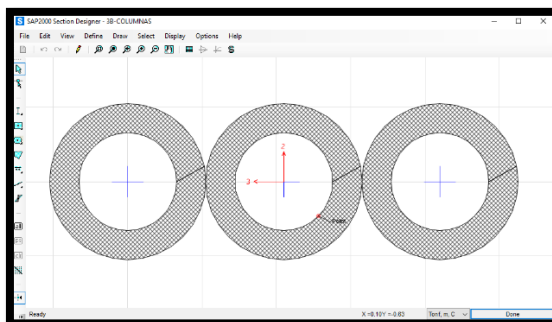 SAP2000 Section Designer - 3B-COLUMNAS
File Edit View Define Draw Select Display Options Help
2
3
Point
Ready
X =0.10Y =-0.63
Tonf, m, C
Done